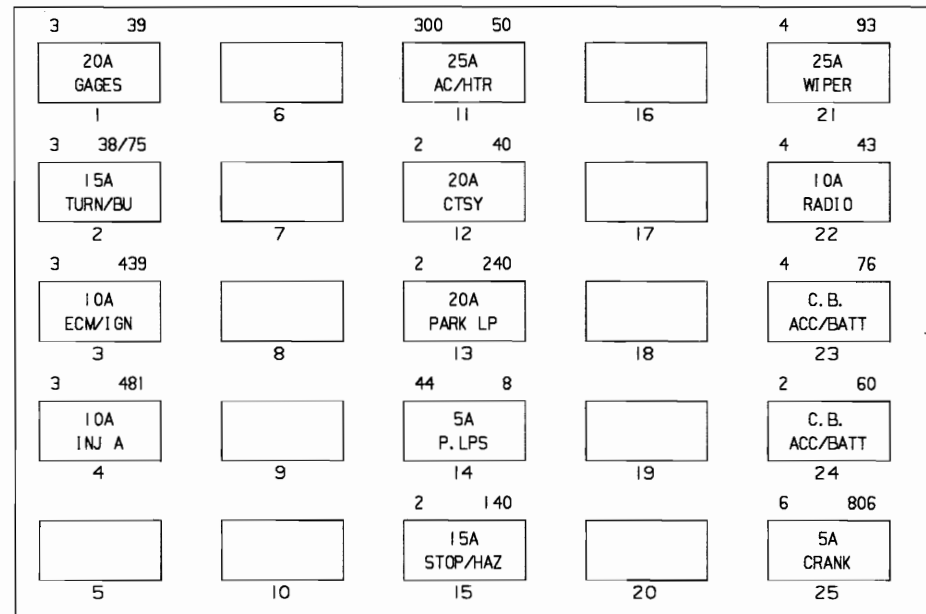 3 39 300 50 4 93
20A 25A 25A
GAGES AC/HTR WIPER
1 6 11 16 21
3 38/75 2 40 4 43
15A 20A 10A
TURN/BU CTSY RADIO
2 7 12 17 22
3 439 2 240 4 76
10A 20A C.B.
ECM/IGN PARK LP ACC/BATT
3 8 13 18 23
3 481 44 8 2 60
10A 5A C.B.
INJ A P.LPS ACC/BATT
4 9 14 19 24
2 140 6 806
15A 5A
STOP/HAZ CRANK
5 10 15 20 25